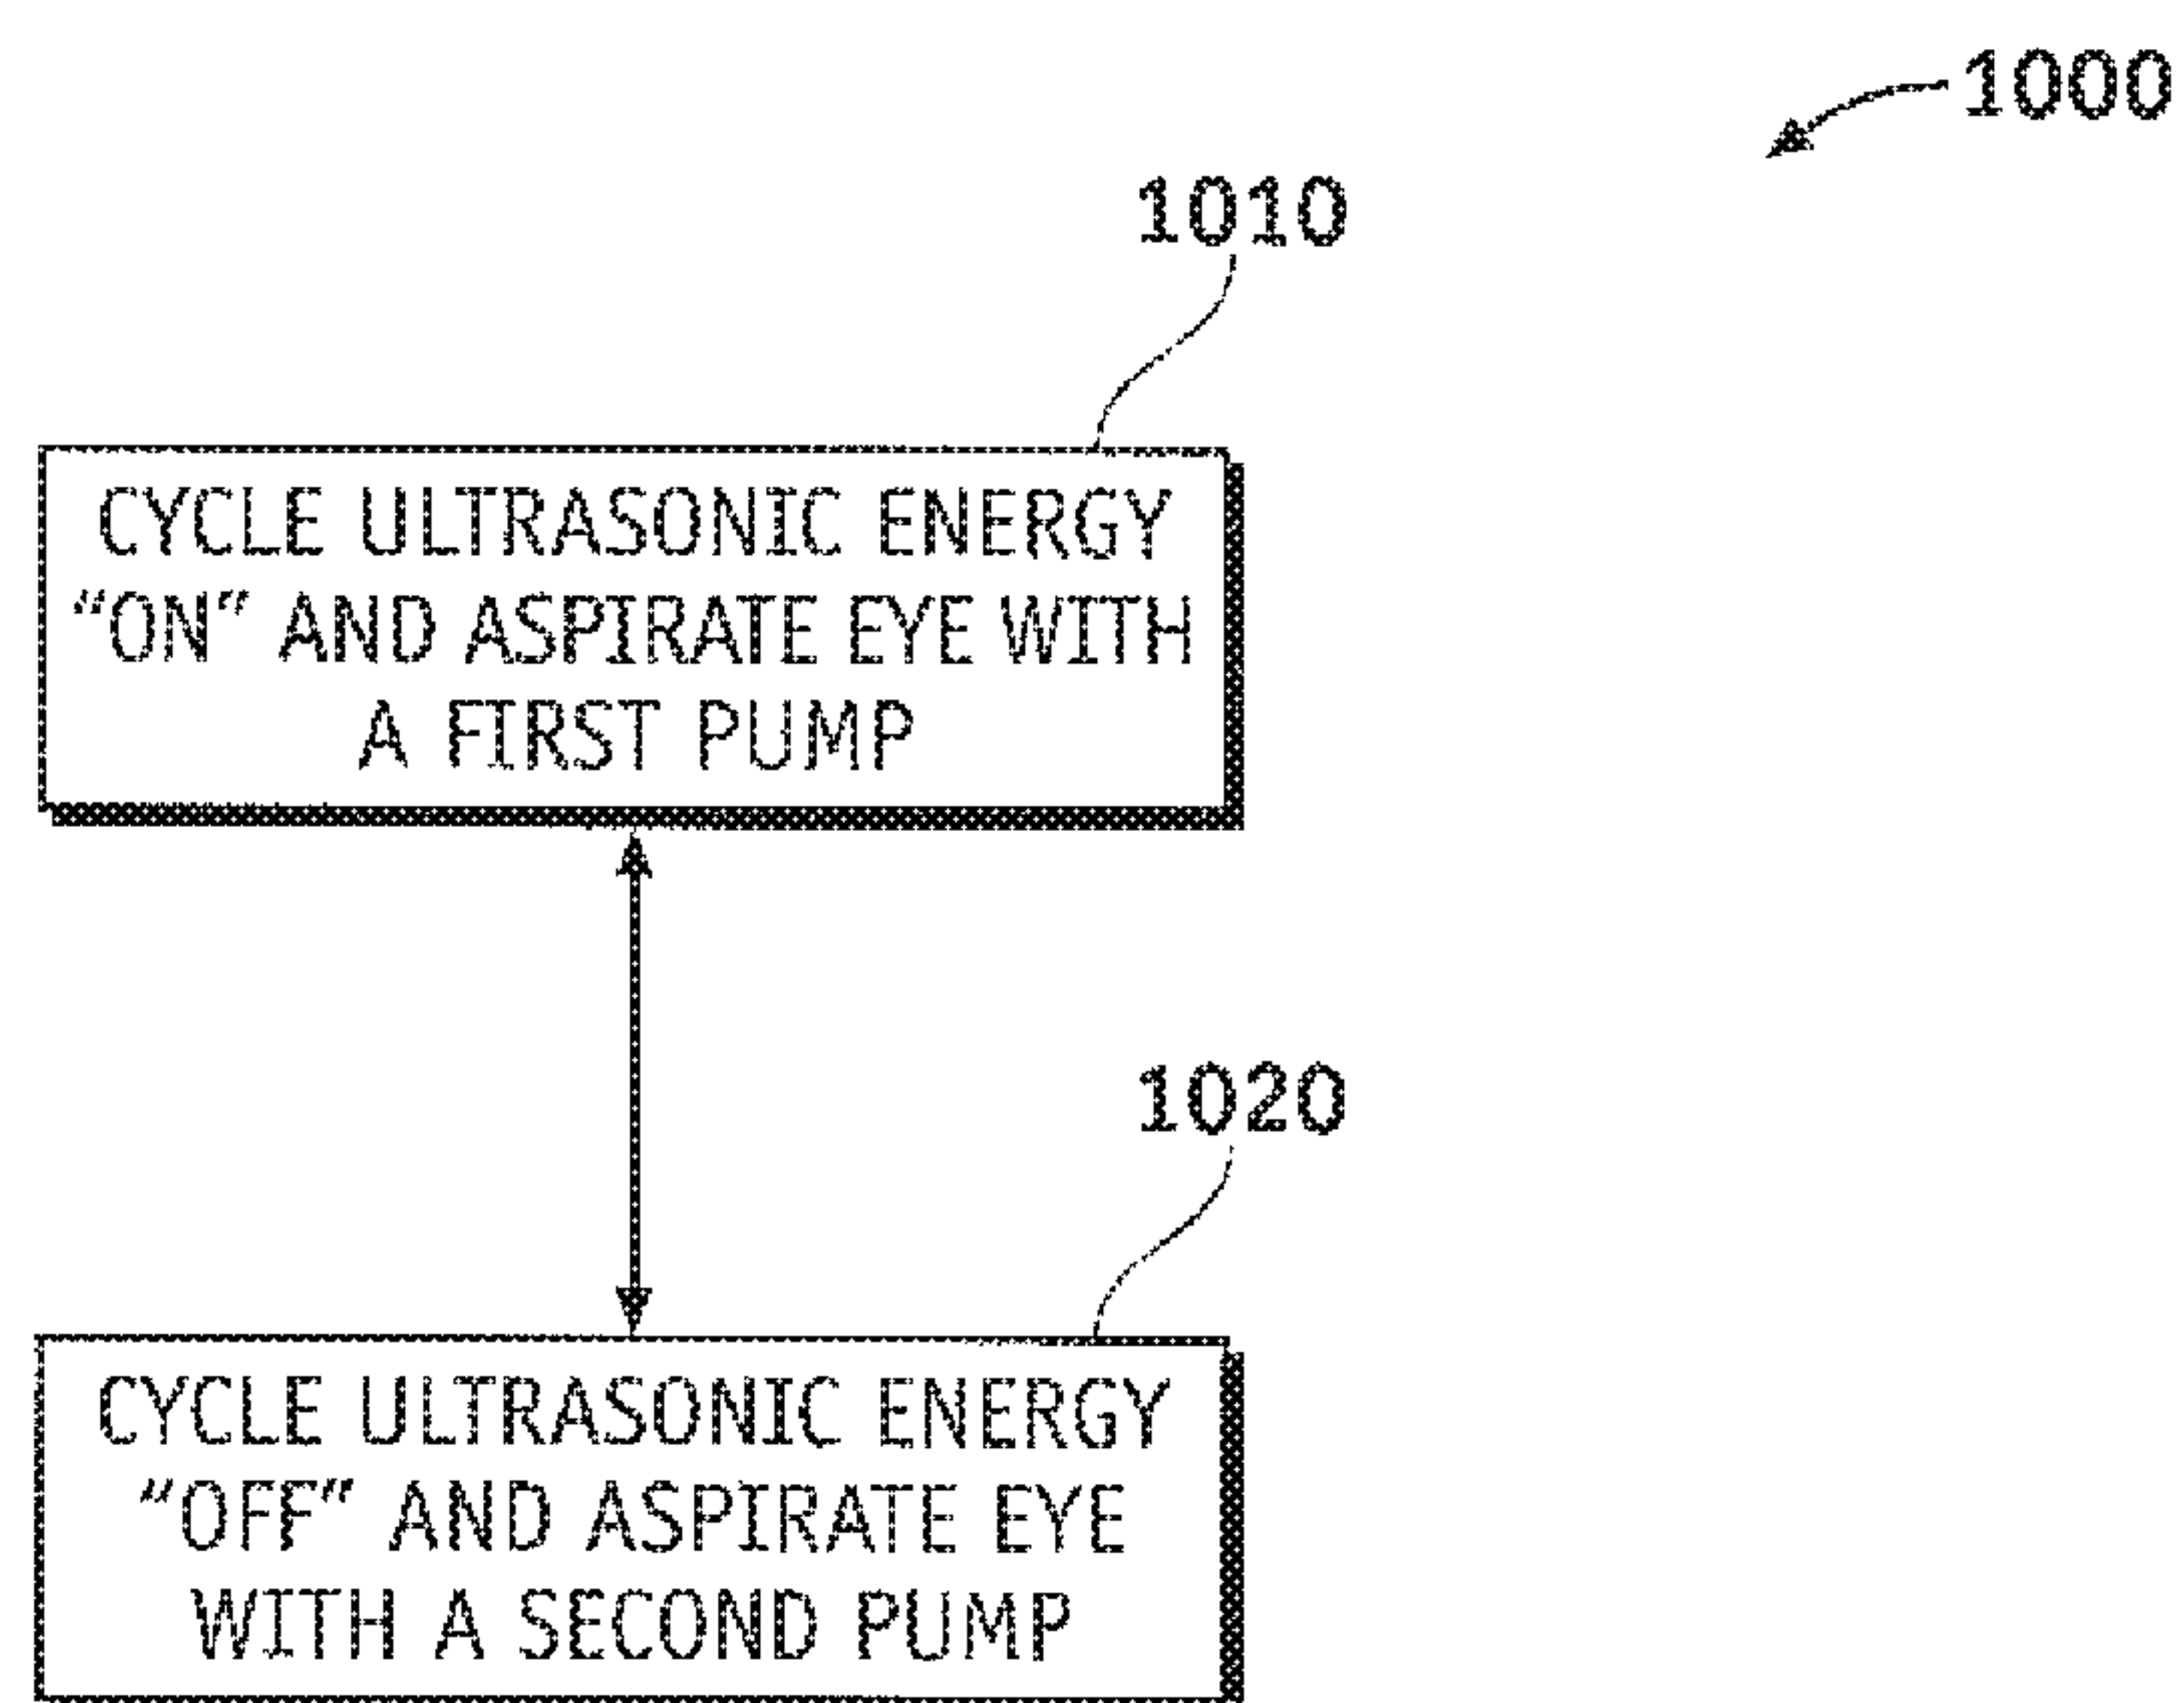 1000
1010
CYCLE ULTRASONIC ENERGY
“ON” AND ASPIRATE EYE WITH
A FIRST PUMP
1020
CYCLE ULTRASONIC ENERGY
“OFF” AND ASPIRATE EYE
WITH A SECOND PUMP